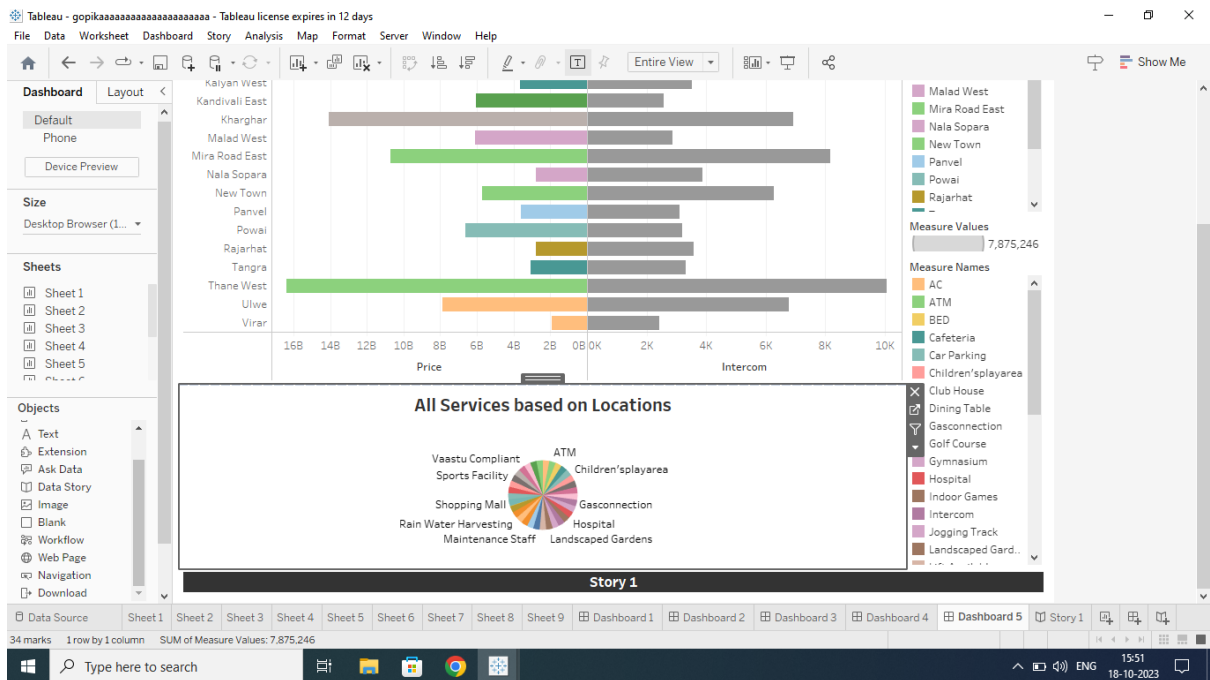 Tableau - gopikaaaaaaaaaaaaaaaaaaaa - Tableau license expires in 12 days
File Data Worksheet Dashboard Story Analysis Map Format Server Window Help
Entire View
Show Me
Dashboard Layout
Default
Phone
Device Preview
Size
Desktop Browser (1...
Sheets
Sheet 1
Sheet 2
Sheet 3
Sheet 4
Sheet 5
Objects
Text
Extension
Ask Data
Data Story
Image
Blank
Workflow
Web Page
Navigation
Download
Kalyan West
Kandivali East
Kharghar
Malad West
Mira Road East
Nala Sopara
New Town
Panvel
Powai
Rajarhat
Tangra
Thane West
Ulwe
Virar
16B 14B 12B 10B 8B 6B 4B 2B 0B 0K 2K 4K 6K 8K 10K
Price Intercom
All Services based on Locations
ATM
Vaastu Compliant
Children'splayarea
Sports Facility
Shopping Mall Gasconnection
Rain Water Harvesting Hospital
Maintenance Staff Landscaped Gardens
Story 1
Malad West
Mira Road East
Nala Sopara
New Town
Panvel
Powai
Rajarhat
Measure Values
7,875,246
Measure Names
AC
ATM
BED
Cafeteria
Car Parking
Children'splayarea
Club House
Dining Table
Gasconnection
Golf Course
Gymnasium
Hospital
Indoor Games
Intercom
Jogging Track
Landscaped Gard..
Data Source Sheet 1 Sheet 2 Sheet 3 Sheet 4 Sheet 5 Sheet 6 Sheet 7 Sheet 8 Sheet 9 Dashboard 1 Dashboard 2 Dashboard 3 Dashboard 4 Dashboard 5 Story 1
34 marks 1 row by 1 column SUM of Measure Values: 7,875,246
Type here to search
ENG
15:51
18-10-2023